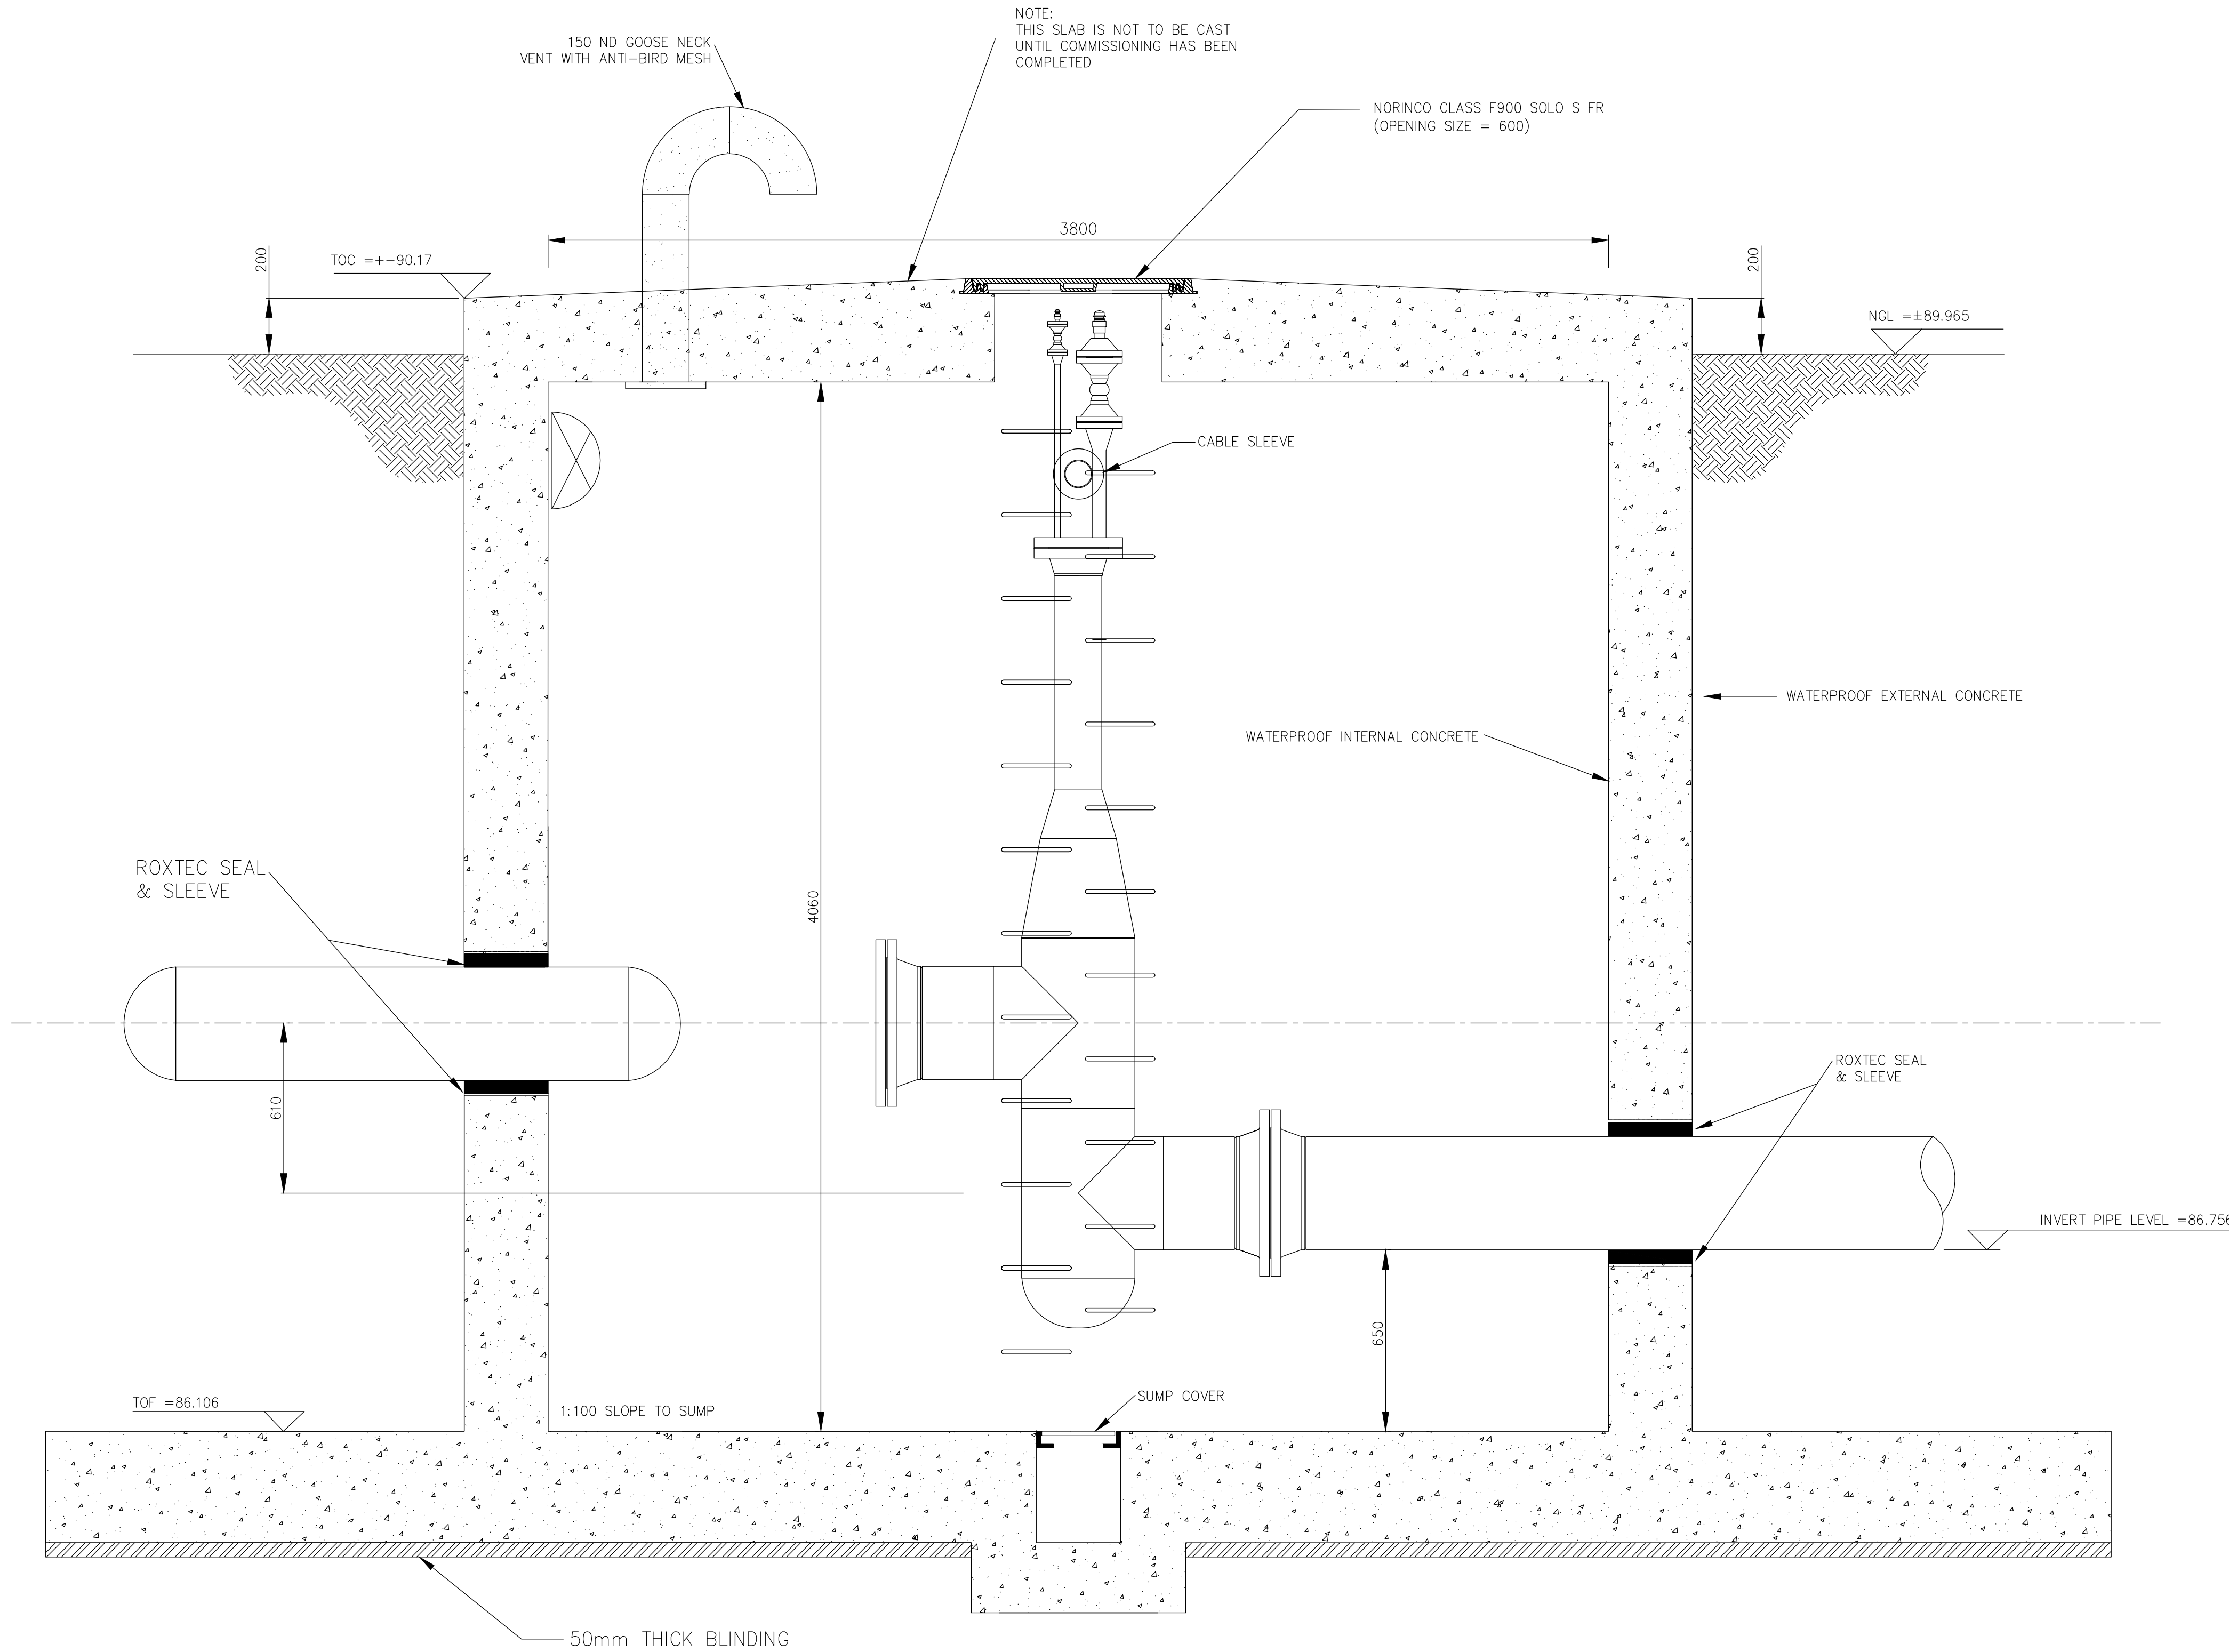 NOTE:
THIS SLAB IS NOT TO BE CAST
UNTIL COMMISSIONING HAS BEEN
COMPLETED
150 ND GOOSE NECK
VENT WITH ANTI-BIRD MESH
NORINCO CLASS F900 SOLO S FR
(OPENING SIZE = 600)
3800
200
TOC =+-90.17
200
NGL =±89.965
CABLE SLEEVE
WATERPROOF EXTERNAL CONCRETE
WATERPROOF INTERNAL CONCRETE
ROXTEC SEAL
& SLEEVE
4060
610
ROXTEC SEAL
& SLEEVE
INVERT PIPE LEVEL =86.756
650
TOF =86.106
1:100 SLOPE TO SUMP
SUMP COVER
50mm THICK BLINDING